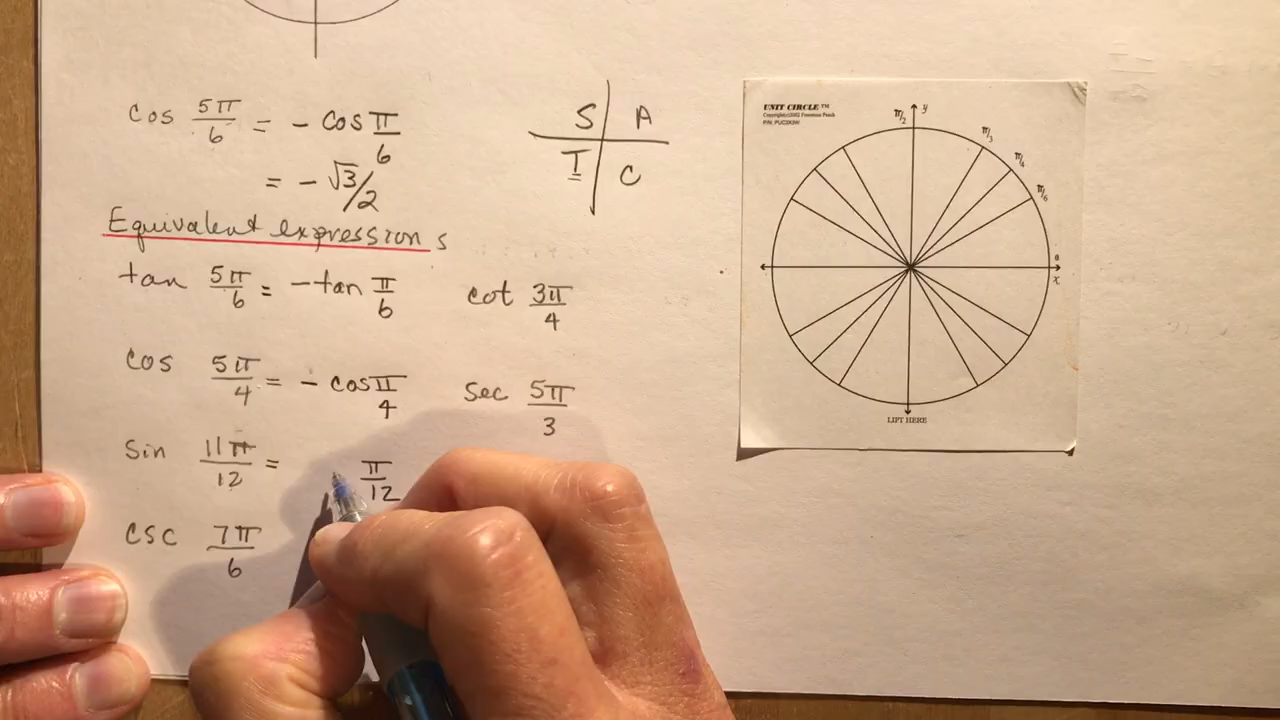 cos 5π/6 = - cos π/6
= - √3/2
S A
T C
Equivalent expressions
tan 5π/6 = -tan π/6
cot 3π/4
cos 5π/4 = - cos π/4
sec 5π/3
sin 11π/12 = π/12
csc 7π/6
UNIT CIRCLE™
P/N: PUC3X3W
y
π/2
π/3
π/4
π/6
0
x
LIFT HERE